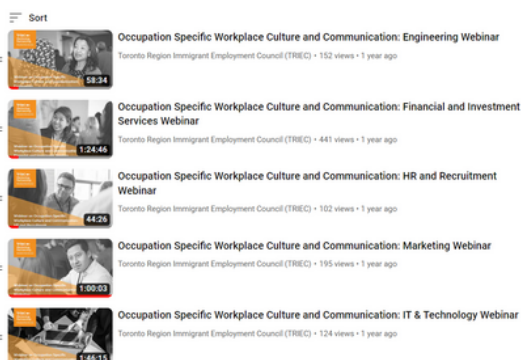 Sort
58:34
Occupation Specific Workplace Culture and Communication: Engineering Webinar
Toronto Region Immigrant Employment Council (TRIEC) • 152 views • 1 year ago
1:24:46
Occupation Specific Workplace Culture and Communication: Financial and Investment
Services Webinar
Toronto Region Immigrant Employment Council (TRIEC) • 441 views • 1 year ago
44:26
Occupation Specific Workplace Culture and Communication: HR and Recruitment
Webinar
Toronto Region Immigrant Employment Council (TRIEC) • 102 views • 1 year ago
1:00:03
Occupation Specific Workplace Culture and Communication: Marketing Webinar
Toronto Region Immigrant Employment Council (TRIEC) • 195 views • 1 year ago
1:46:15
Occupation Specific Workplace Culture and Communication: IT & Technology Webinar
Toronto Region Immigrant Employment Council (TRIEC) • 124 views • 1 year ago